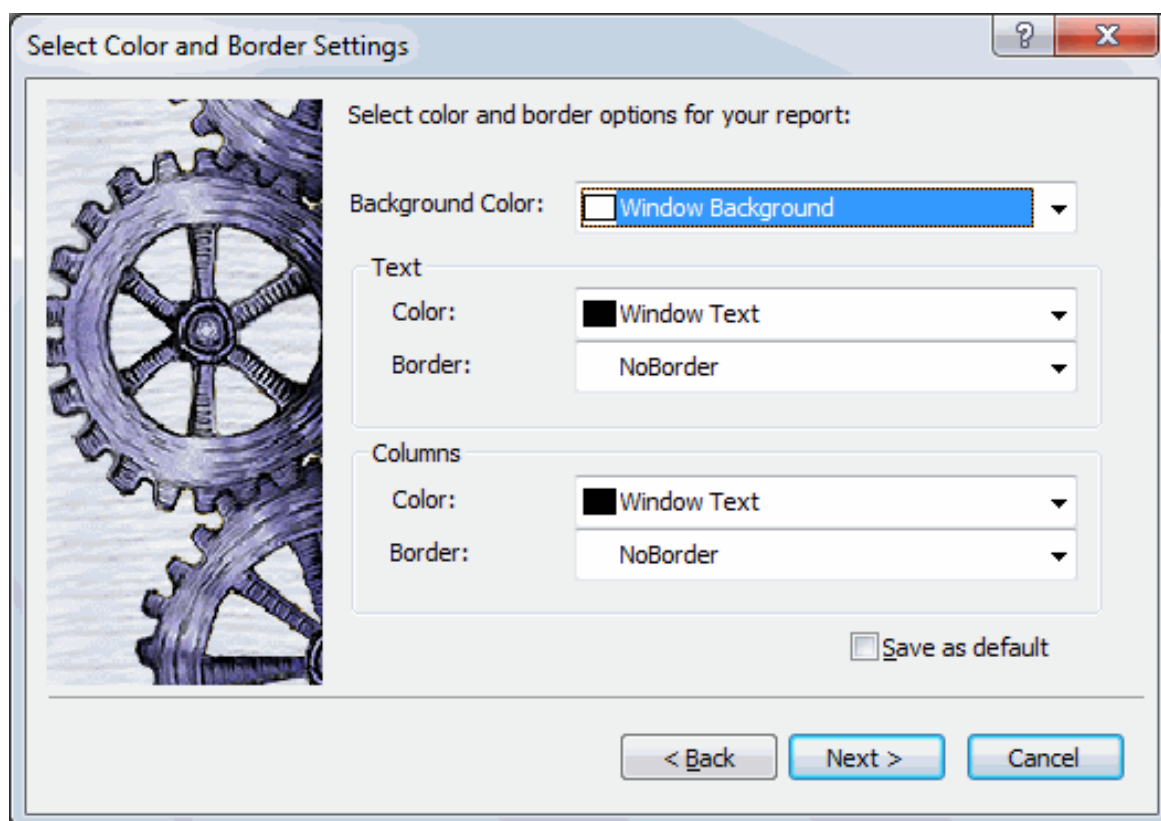 Select Color and Border Settings
?
X
Select color and border options for your report:
Background Color:
Window Background
Text
Color:
Window Text
Border:
NoBorder
Columns
Color:
Window Text
Border:
NoBorder
Save as default
< Back
Next >
Cancel